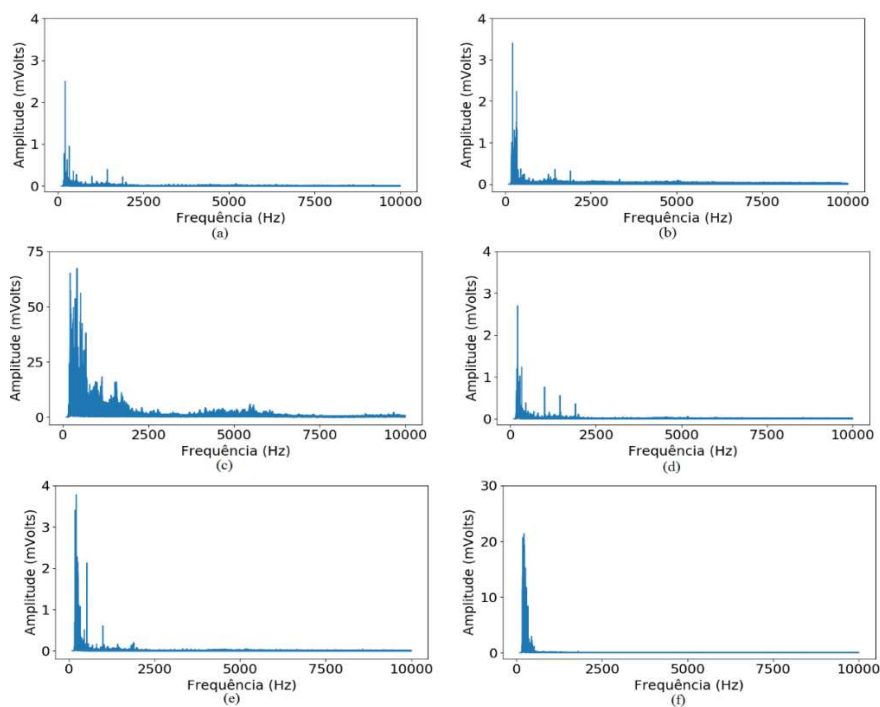 4
3
2
1
0
Amplitude (mVolts)
0 2500 5000 7500 10000
Frequência (Hz)
(a)
4
3
2
1
0
Amplitude (mVolts)
0 2500 5000 7500 10000
Frequência (Hz)
(b)
75
50
25
0
Amplitude (mVolts)
0 2500 5000 7500 10000
Frequência (Hz)
(c)
4
3
2
1
0
Amplitude (mVolts)
0 2500 5000 7500 10000
Frequência (Hz)
(d)
4
3
2
1
0
Amplitude (mVolts)
0 2500 5000 7500 10000
Frequência (Hz)
(e)
30
20
10
0
Amplitude (mVolts)
0 2500 5000 7500 10000
Frequência (Hz)
(f)